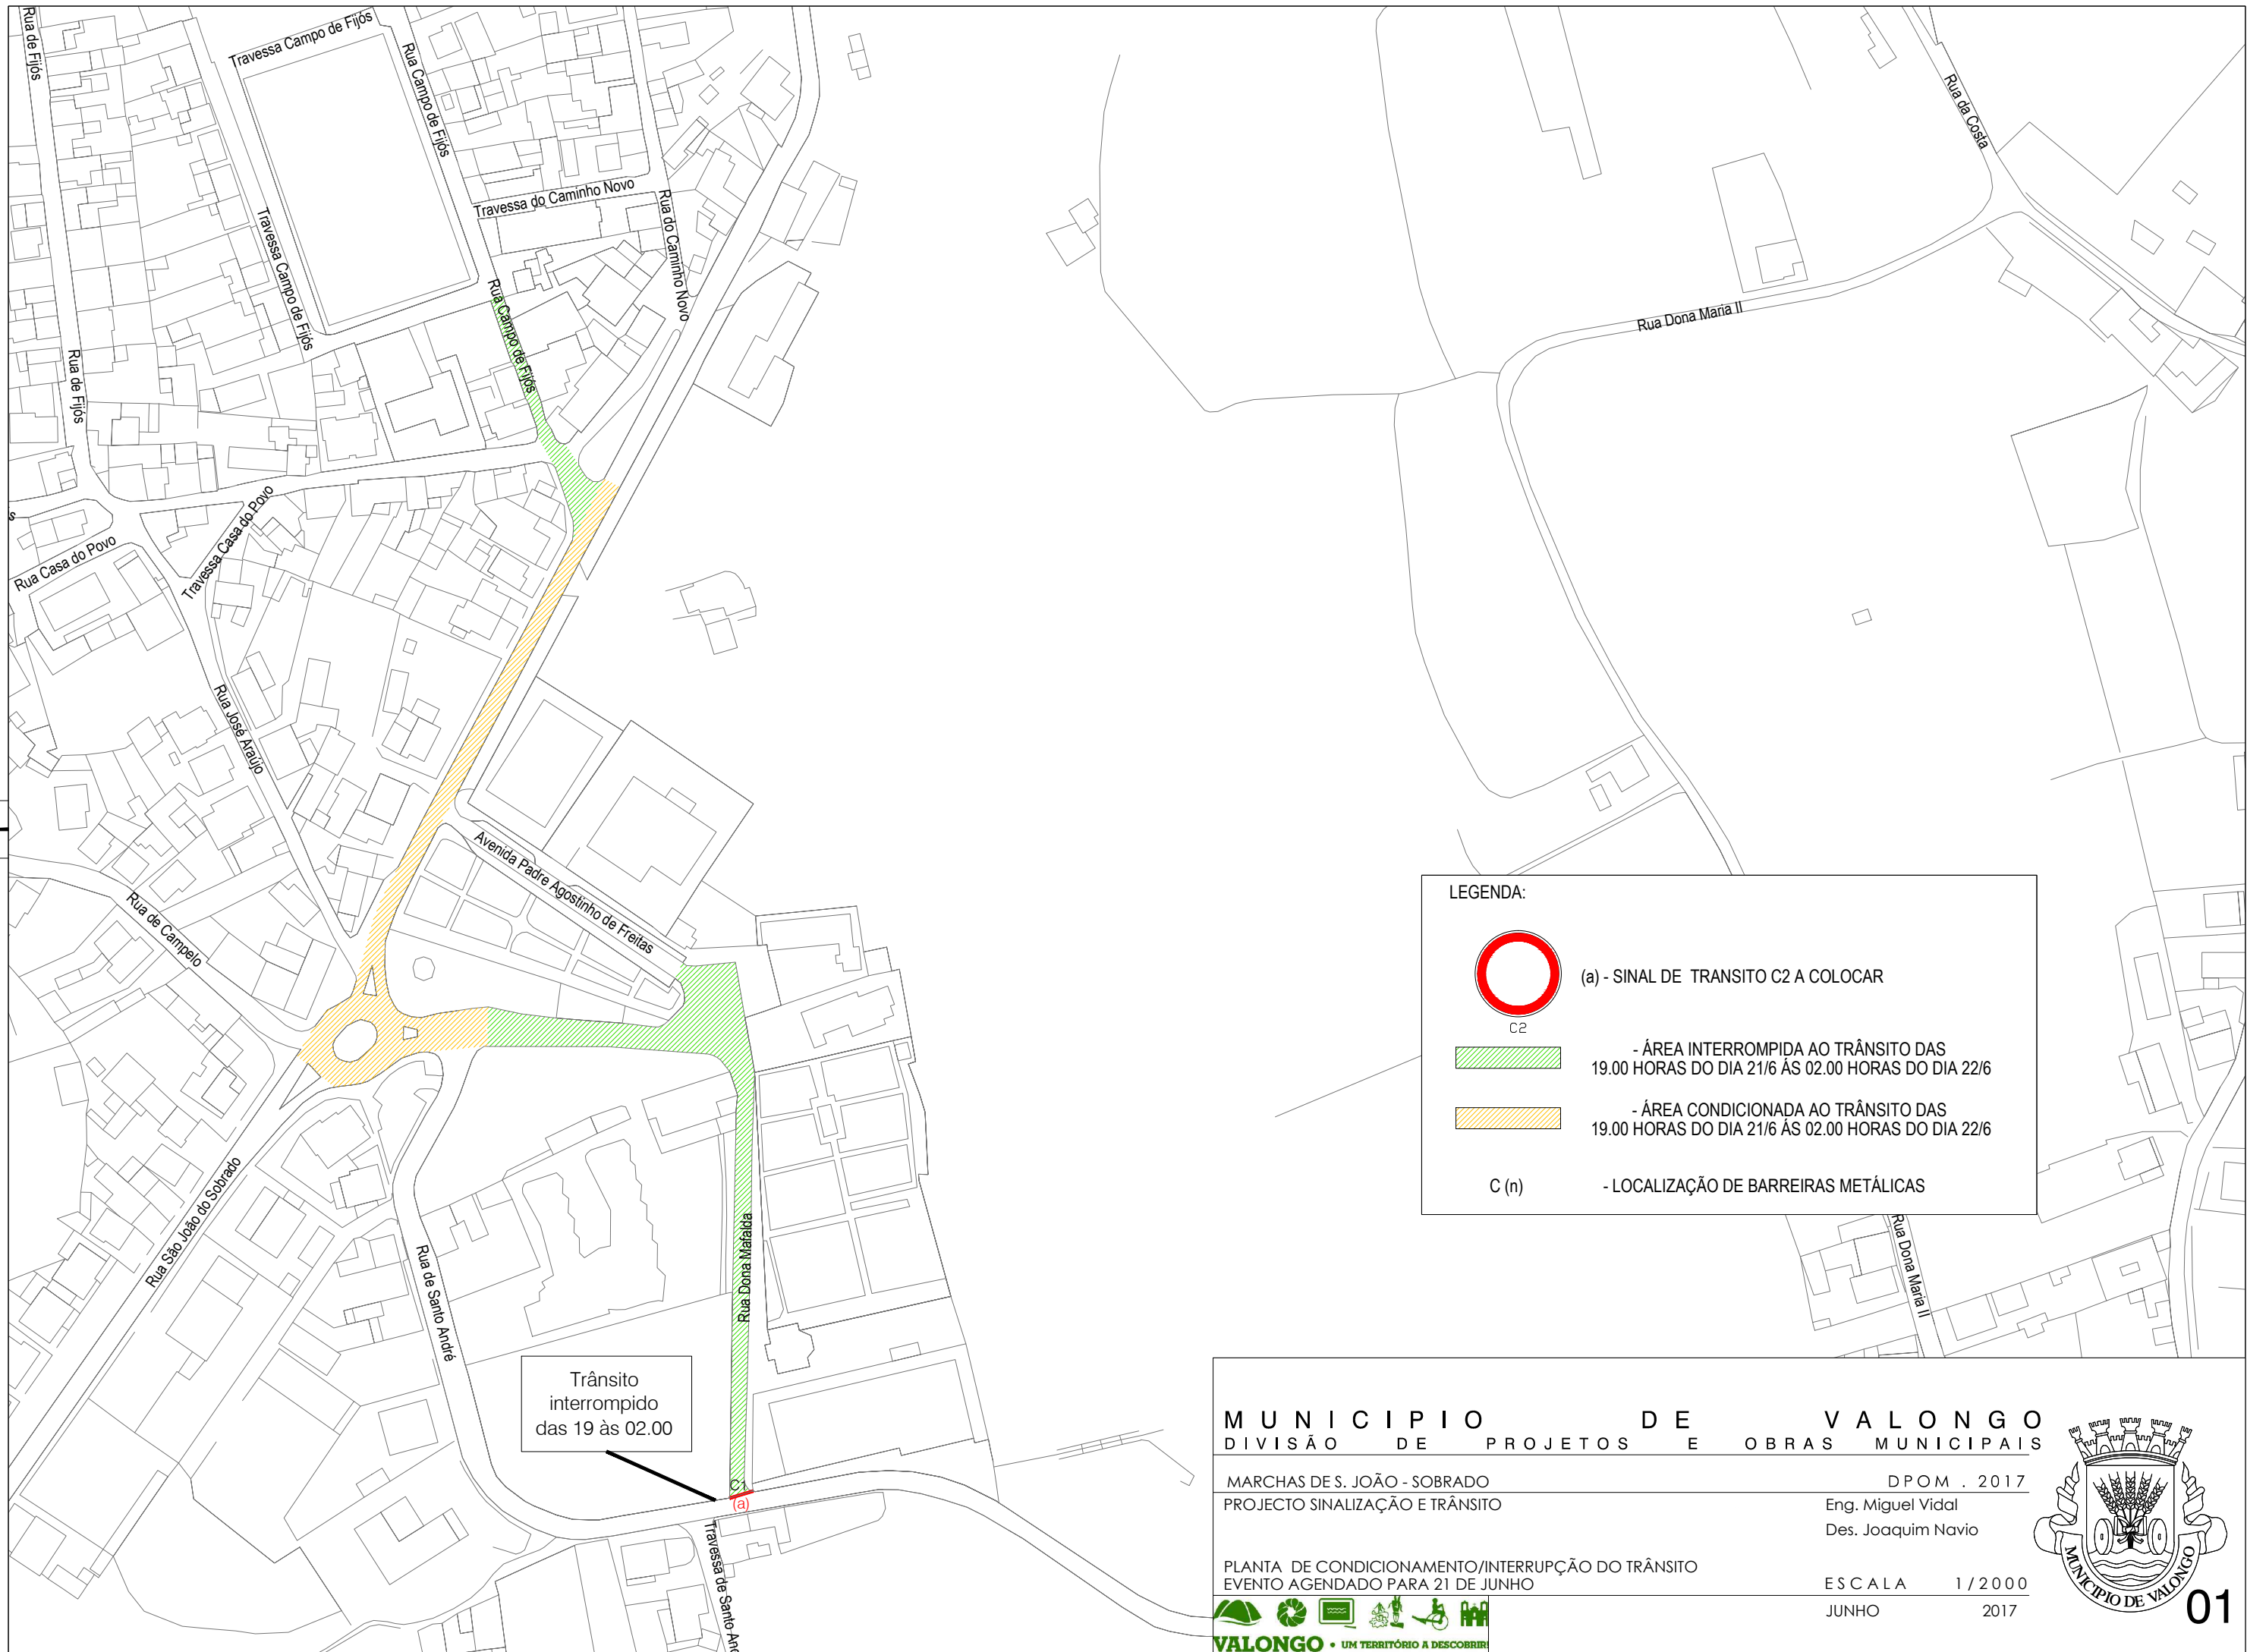 Rua de Fijós
Travessa Campo de Fijós
Rua Campo de Fijós
Rua da Costa
Travessa do Caminho Novo
Rua do Caminho Novo
Travessa Campo de Fijós
Rua Campo de Fijós
Rua Dona Maria II
Rua de Fijós
Travessa Casa do Povo
s
Rua Casa do Povo
Rua José Araújo
Avenida Padre Agostinho de Freitas
Rua de Campelo
Rua São João do Sobrado
Rua de Santo André
Rua Dona Mafalda
Rua Dona Maria II
Trânsito
interrompido
das 19 às 02.00
C1
(a)
Travessa de Santo And
LEGENDA:
(a) - SINAL DE TRANSITO C2 A COLOCAR
C2
- ÁREA INTERROMPIDA AO TRÂNSITO DAS
19.00 HORAS DO DIA 21/6 ÁS 02.00 HORAS DO DIA 22/6
- ÁREA CONDICIONADA AO TRÂNSITO DAS
19.00 HORAS DO DIA 21/6 ÁS 02.00 HORAS DO DIA 22/6
C (n) - LOCALIZAÇÃO DE BARREIRAS METÁLICAS
MUNICIPIO DE VALONGO
DIVISÃO DE PROJETOS E OBRAS MUNICIPAIS
MARCHAS DE S. JOÃO - SOBRADO
DPOM . 2017
PROJECTO SINALIZAÇÃO E TRÂNSITO
Eng. Miguel Vidal
Des. Joaquim Navio
PLANTA DE CONDICIONAMENTO/INTERRUPÇÃO DO TRÂNSITO
EVENTO AGENDADO PARA 21 DE JUNHO
ESCALA 1/2000
JUNHO 2017
MUNICIPIO DE VALONGO
01
VALONGO • UM TERRITÓRIO A DESCOBRIR!